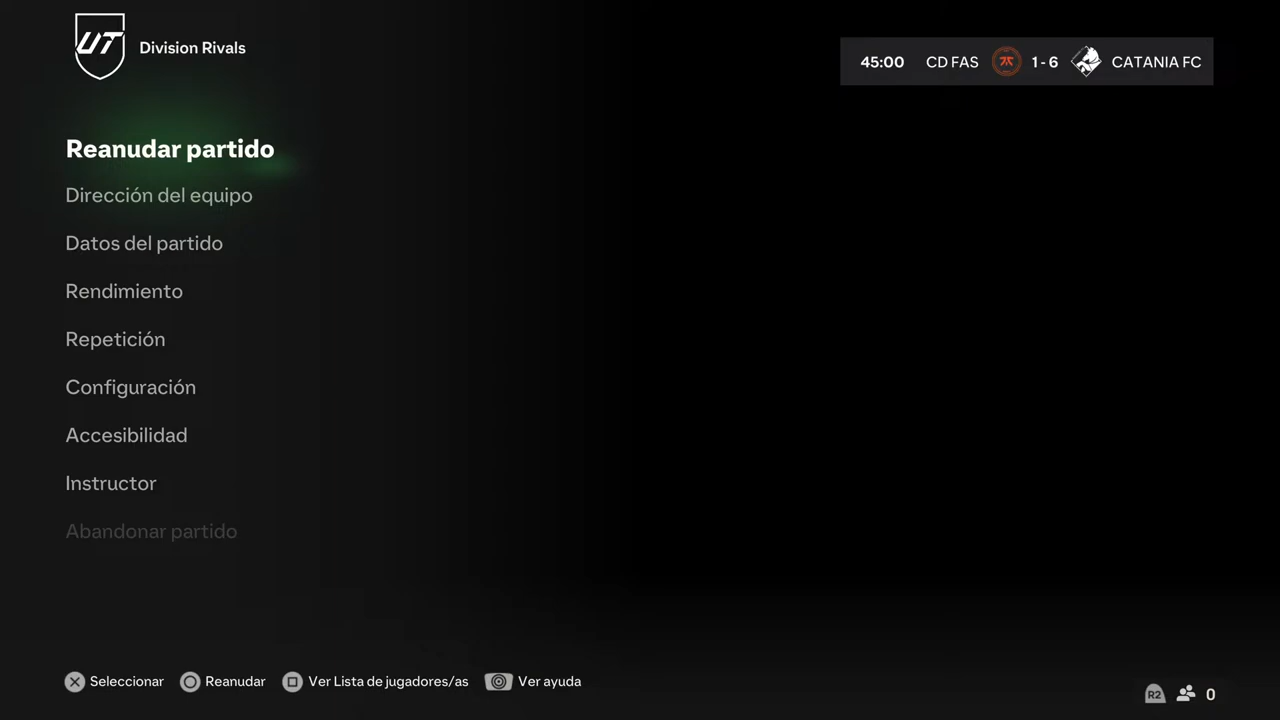 UT Division Rivals
45:00 CD FAS 1 - 6 CATANIA FC
Reanudar partido
Dirección del equipo
Datos del partido
Rendimiento
Repetición
Configuración
Accesibilidad
Instructor
Abandonar partido
Seleccionar Reanudar Ver Lista de jugadores/as Ver ayuda
R2 0